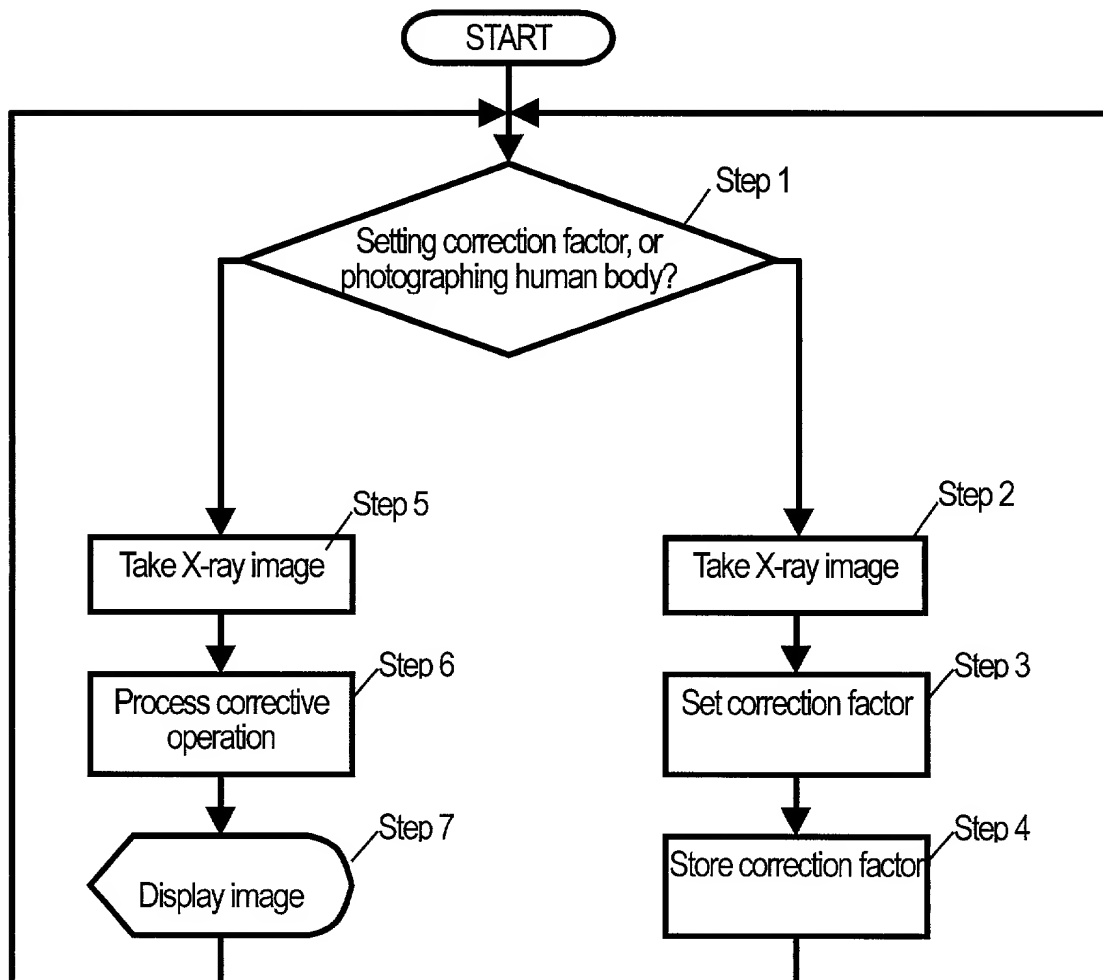 START
Step 1
Setting correction factor, or
photographing human body?
Step 5
Take X-ray image
Step 2
Take X-ray image
Step 6
Process corrective
operation
Step 3
Set correction factor
Step 7
Display image
Step 4
Store correction factor